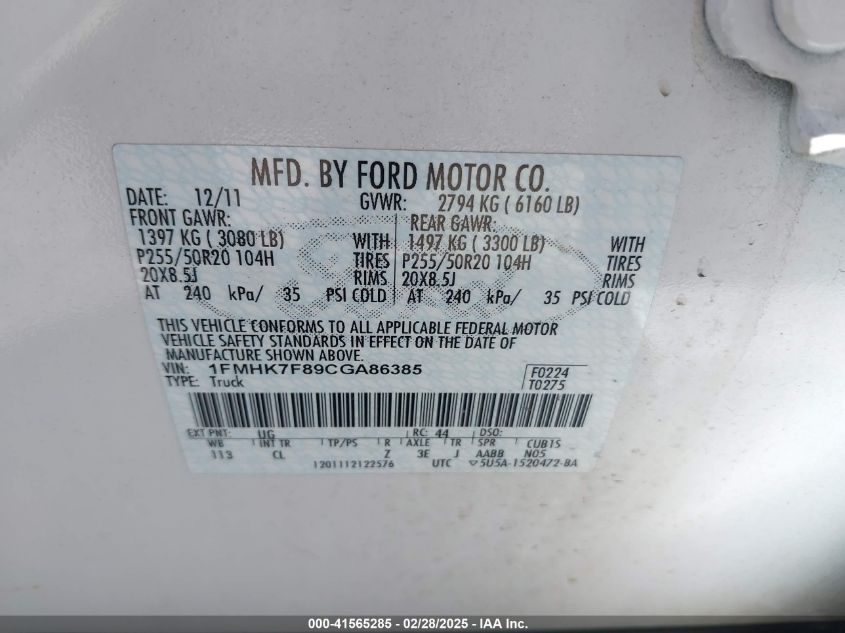 MFD. BY FORD MOTOR CO.
DATE: 12/11 GVWR: 2794 KG ( 6160 LB)
FRONT GAWR: REAR GAWR:
1397 KG ( 3080 LB) WITH 1497 KG ( 3300 LB) WITH
P255/50R20 104H TIRES P255/50R20 104H TIRES
20X8.5J RIMS 20X8.5J RIMS
AT 240 kPa/ 35 PSI COLD AT 240 kPa/ 35 PSI COLD
THIS VEHICLE CONFORMS TO ALL APPLICABLE FEDERAL MOTOR
VEHICLE SAFETY STANDARDS IN EFFECT ON THE DATE OF
MANUFACTURE SHOWN ABOVE.
VIN: 1FMHK7F89CGA86385 F0224
TYPE: Truck T0275
EXT PNT: UG RC: 44 DSO:
WB INT TR TP/PS R AXLE TR SPR CUB1S
113 CL Z 3E J AABB N05
1201112122576 UTC ▽5U5A-1520472-BA
000-41565285 - 02/28/2025 - IAA Inc.